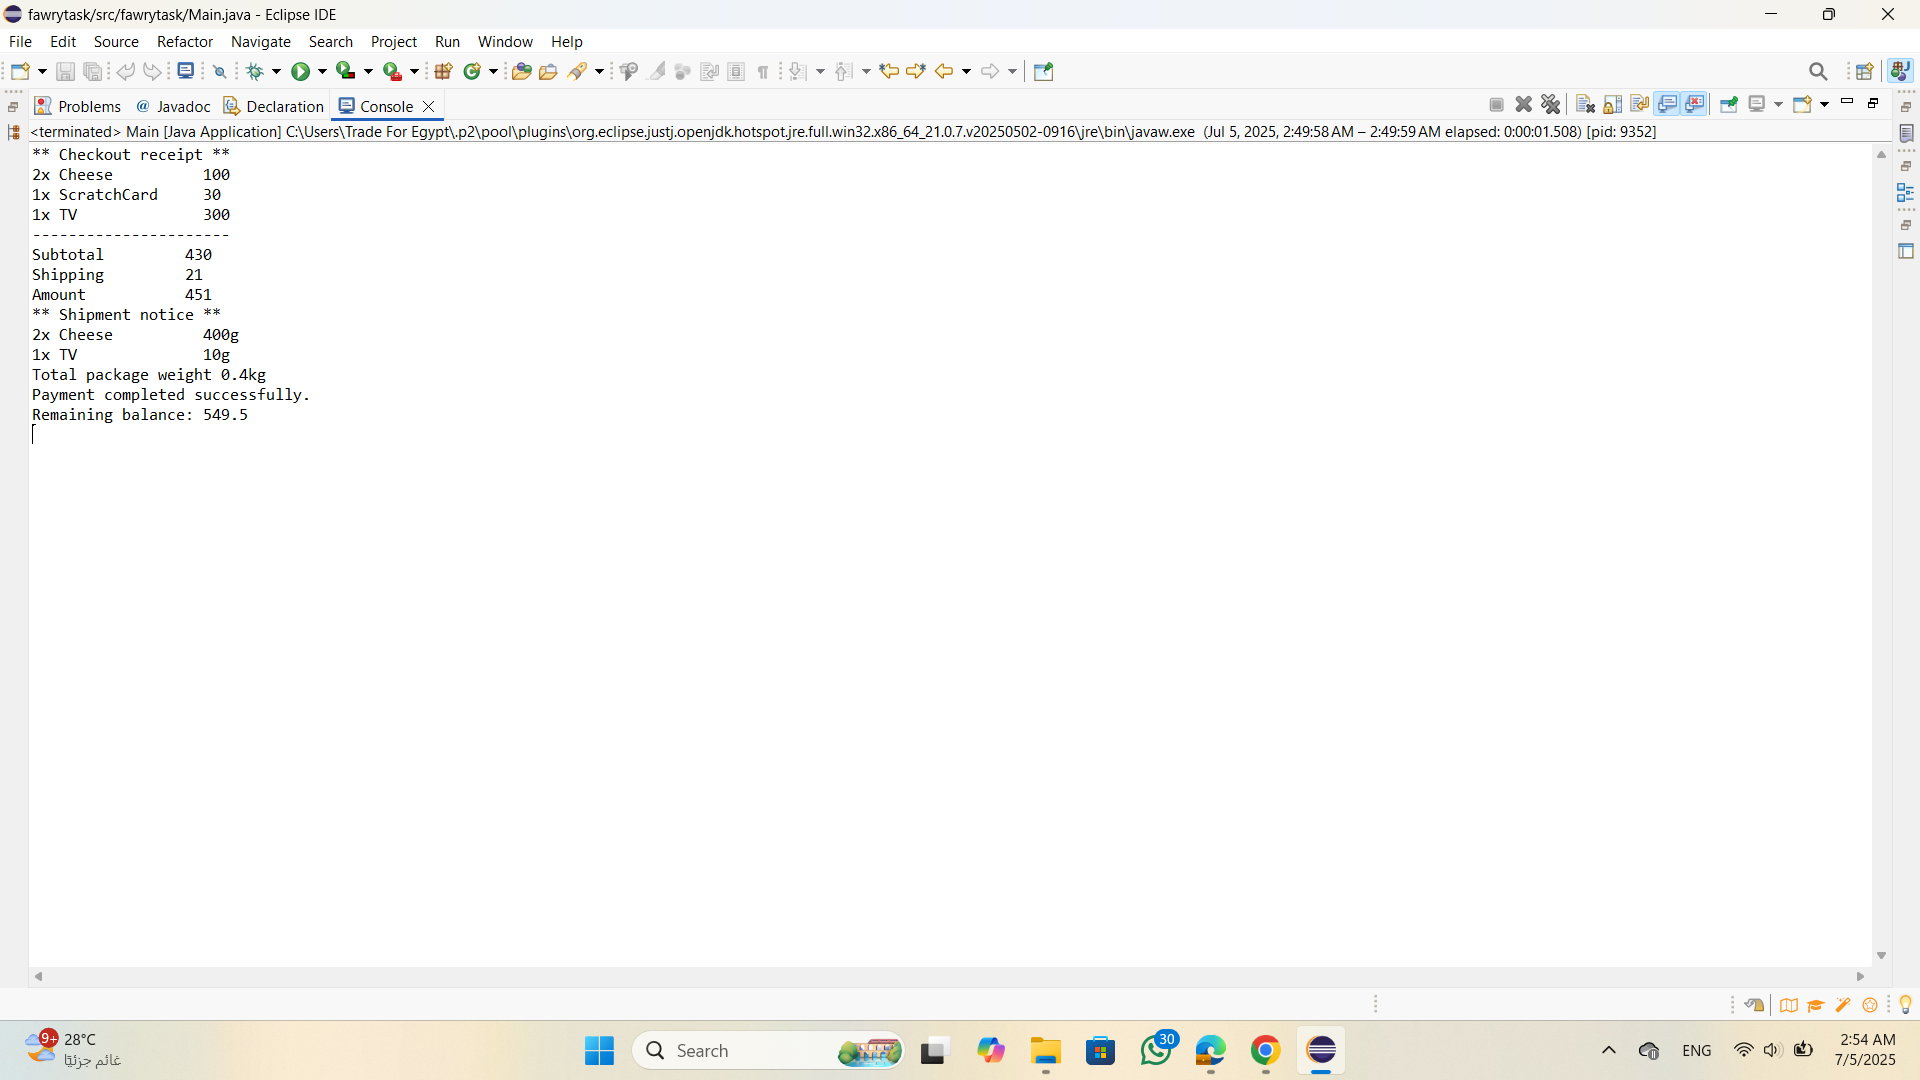 fawrytask/src/fawrytask/Main.java - Eclipse IDE
File Edit Source Refactor Navigate Search Project Run Window Help
Problems @ Javadoc Declaration Console
<terminated> Main [Java Application] C:\Users\Trade For Egypt\.p2\pool\plugins\org.eclipse.justj.openjdk.hotspot.jre.full.win32.x86_64_21.0.7.v20250502-0916\jre\bin\javaw.exe (Jul 5, 2025, 2:49:58 AM – 2:49:59 AM elapsed: 0:00:01.508) [pid: 9352]
** Checkout receipt **
2x Cheese          100
1x ScratchCard     30
1x TV              300
----------------------
Subtotal         430
Shipping         21
Amount           451
** Shipment notice **
2x Cheese          400g
1x TV              10g
Total package weight 0.4kg
Payment completed successfully.
Remaining balance: 549.5
9+ 28°C
غائم جزئيًا
Search
30
ENG
2:54 AM
7/5/2025